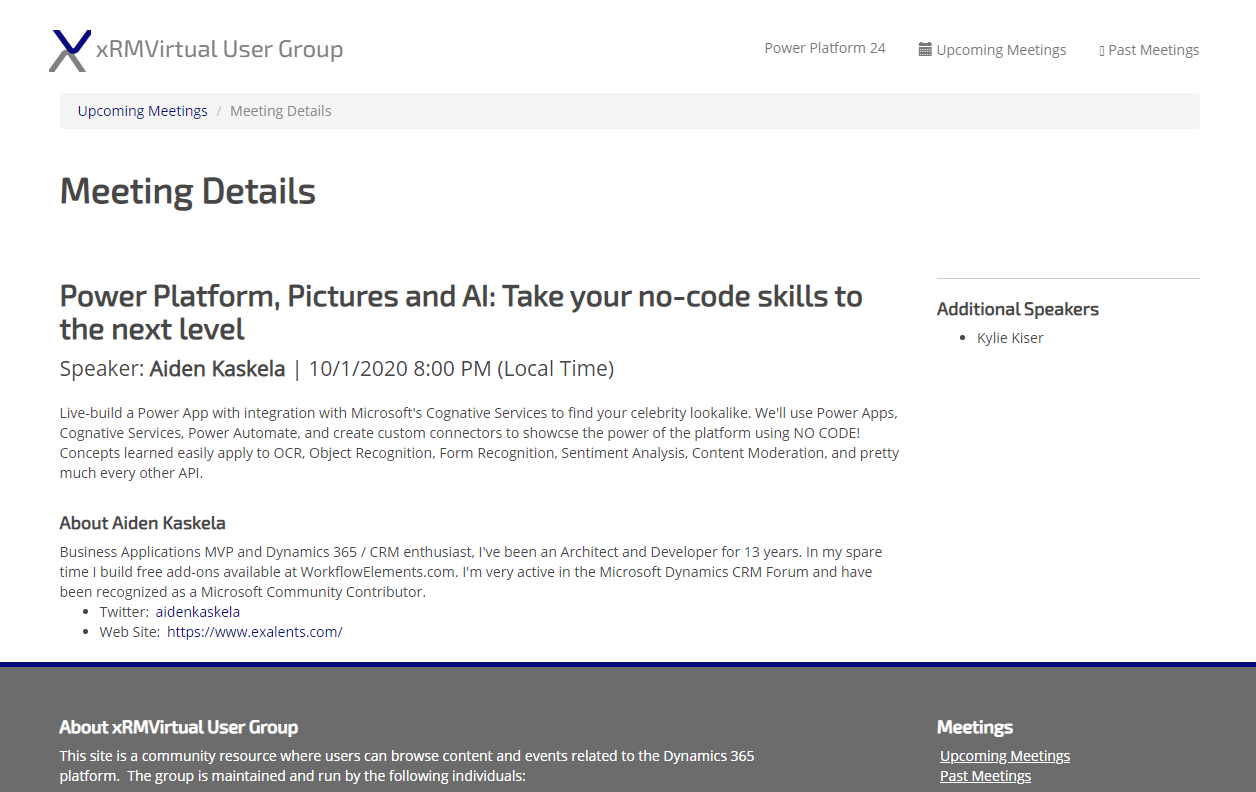 xRMVirtual User Group
Power Platform 24
Upcoming Meetings
Past Meetings
Upcoming Meetings / Meeting Details
Meeting Details
Power Platform, Pictures and AI: Take your no-code skills to
the next level
Speaker: Aiden Kaskela | 10/1/2020 8:00 PM (Local Time)
Live-build a Power App with integration with Microsoft's Cognative Services to find your celebrity lookalike. We'll use Power Apps,
Cognative Services, Power Automate, and create custom connectors to showcse the power of the platform using NO CODE!
Concepts learned easily apply to OCR, Object Recognition, Form Recognition, Sentiment Analysis, Content Moderation, and pretty
much every other API.
About Aiden Kaskela
Business Applications MVP and Dynamics 365 / CRM enthusiast, I've been an Architect and Developer for 13 years. In my spare
time I build free add-ons available at WorkflowElements.com. I'm very active in the Microsoft Dynamics CRM Forum and have
been recognized as a Microsoft Community Contributor.
• Twitter: aidenkaskela
• Web Site: https://www.exalents.com/
Additional Speakers
• Kylie Kiser
About xRMVirtual User Group
This site is a community resource where users can browse content and events related to the Dynamics 365
platform. The group is maintained and run by the following individuals:
Meetings
Upcoming Meetings
Past Meetings